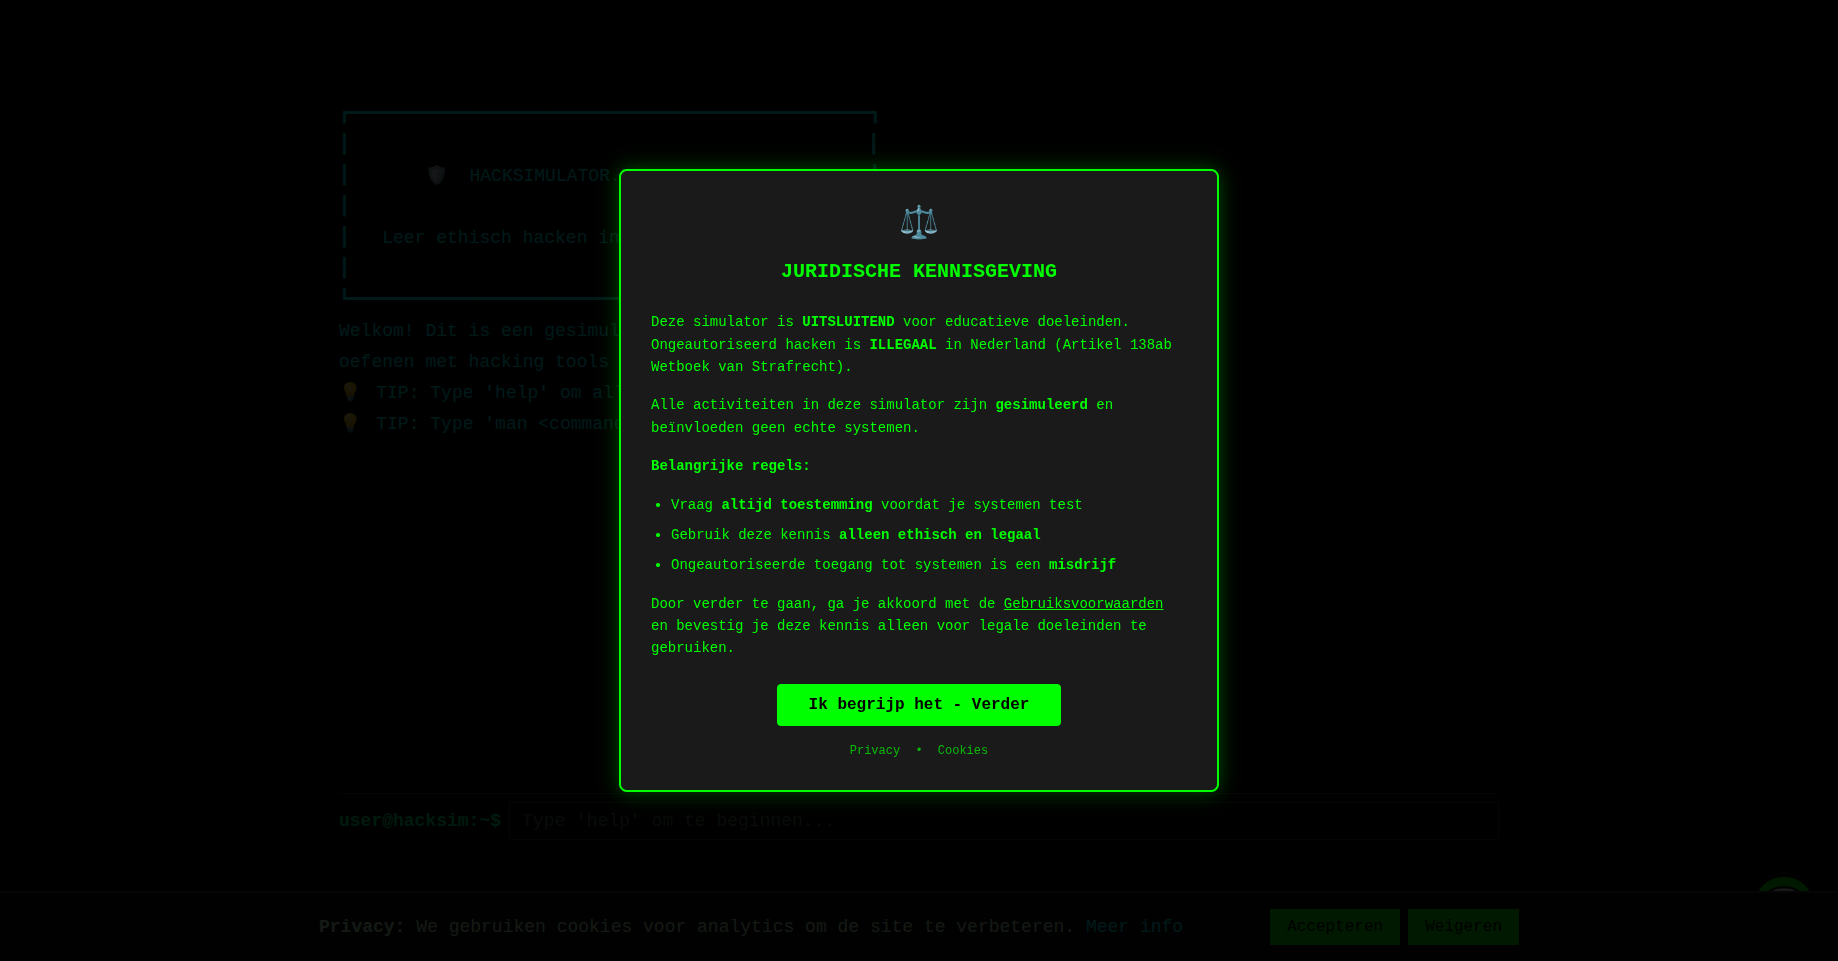 HACKSIMULATOR.
Leer ethisch hacken in
Welkom! Dit is een gesimul
oefenen met hacking tools
TIP: Type 'help' om al
TIP: Type 'man <command
JURIDISCHE KENNISGEVING
Deze simulator is UITSLUITEND voor educatieve doeleinden.
Ongeautoriseerd hacken is ILLEGAAL in Nederland (Artikel 138ab
Wetboek van Strafrecht).
Alle activiteiten in deze simulator zijn gesimuleerd en
beïnvloeden geen echte systemen.
Belangrijke regels:
• Vraag altijd toestemming voordat je systemen test
• Gebruik deze kennis alleen ethisch en legaal
• Ongeautoriseerde toegang tot systemen is een misdrijf
Door verder te gaan, ga je akkoord met de Gebruiksvoorwaarden
en bevestig je deze kennis alleen voor legale doeleinden te
gebruiken.
Ik begrijp het - Verder
Privacy • Cookies
user@hacksim:~$ Type 'help' om te beginnen...
Privacy: We gebruiken cookies voor analytics om de site te verbeteren. Meer info Accepteren Weigeren